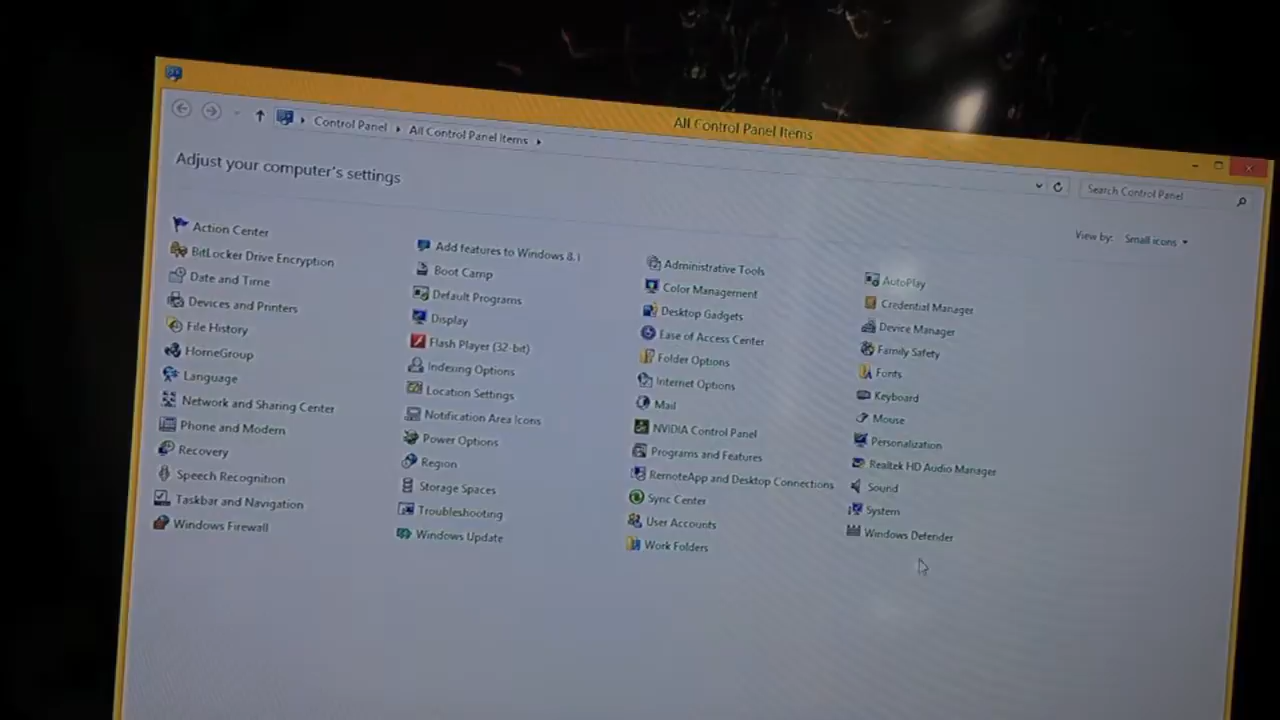 All Control Panel Items
Control Panel All Control Panel Items
Search Control Panel
Adjust your computer's settings
View by: Small icons
Action Center
BitLocker Drive Encryption
Date and Time
Devices and Printers
File History
HomeGroup
Language
Network and Sharing Center
Phone and Modem
Recovery
Speech Recognition
Taskbar and Navigation
Windows Firewall
Add features to Windows 8.1
Boot Camp
Default Programs
Display
Flash Player (32-bit)
Indexing Options
Location Settings
Notification Area Icons
Power Options
Region
Storage Spaces
Troubleshooting
Windows Update
Administrative Tools
Color Management
Desktop Gadgets
Ease of Access Center
Folder Options
Internet Options
Mail
NVIDIA Control Panel
Programs and Features
RemoteApp and Desktop Connections
Sync Center
User Accounts
Work Folders
AutoPlay
Credential Manager
Device Manager
Family Safety
Fonts
Keyboard
Mouse
Personalization
Realtek HD Audio Manager
Sound
System
Windows Defender